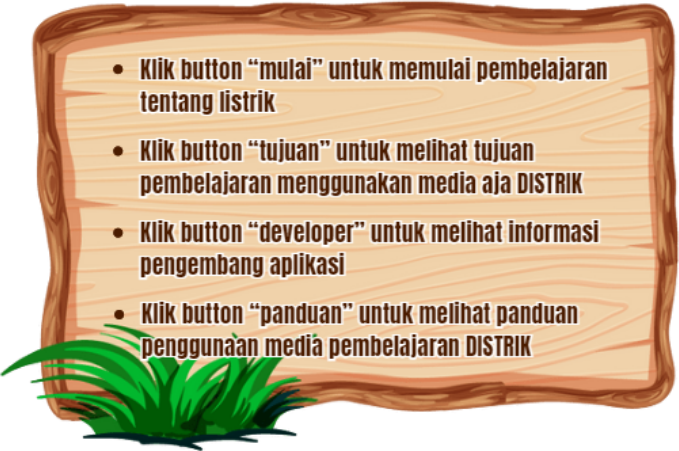 • Klik button “mulai” untuk memulai pembelajaran
tentang listrik
• Klik button “tujuan” untuk melihat tujuan
pembelajaran menggunakan media aja DISTRIK
• Klik button “developer” untuk melihat informasi
pengembang aplikasi
• Klik button “panduan” untuk melihat panduan
penggunaan media pembelajaran DISTRIK